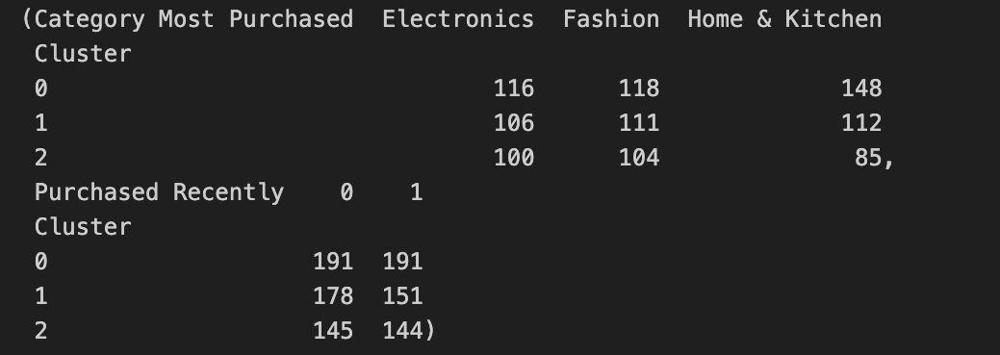 (Category Most Purchased  Electronics  Fashion  Home & Kitchen
 Cluster
 0                                116      118             148
 1                                106      111             112
 2                                100      104              85,
 Purchased Recently    0    1
 Cluster
 0                   191  191
 1                   178  151
 2                   145  144)